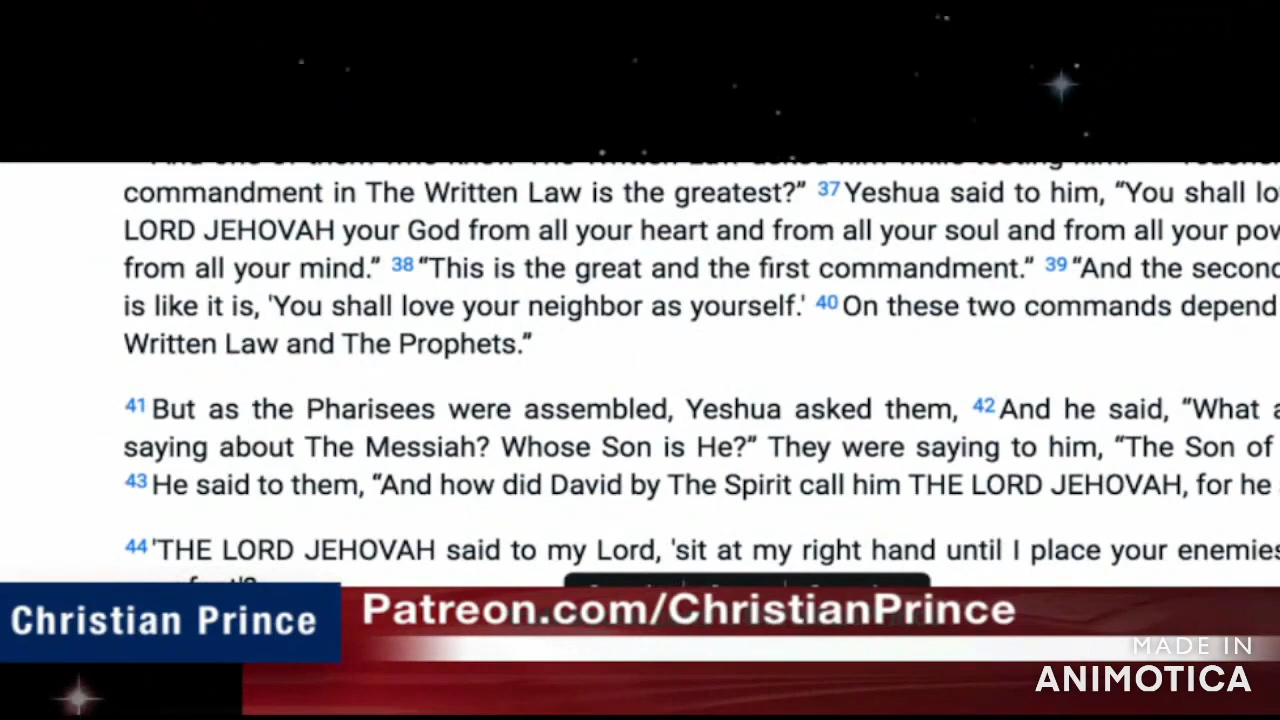 commandment in The Written Law is the greatest?” 37 Yeshua said to him, “You shall lo
LORD JEHOVAH your God from all your heart and from all your soul and from all your pow
from all your mind.” 38 “This is the great and the first commandment.” 39 “And the second
is like it is, 'You shall love your neighbor as yourself.' 40 On these two commands depend
Written Law and The Prophets.”
41 But as the Pharisees were assembled, Yeshua asked them, 42 And he said, “What a
saying about The Messiah? Whose Son is He?” They were saying to him, “The Son of
43 He said to them, “And how did David by The Spirit call him THE LORD JEHOVAH, for he
44 'THE LORD JEHOVAH said to my Lord, 'sit at my right hand until I place your enemies
Christian Prince
Patreon.com/ChristianPrince
MADE IN
ANIMOTICA